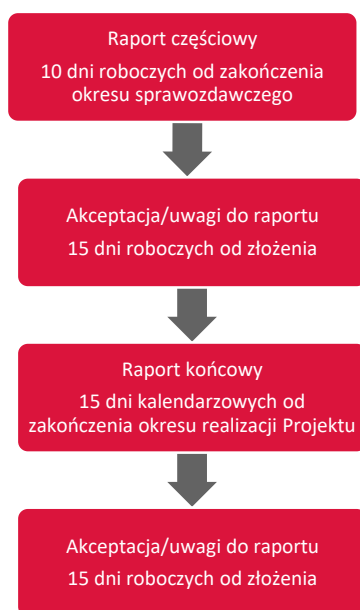 Raport częściowy
10 dni roboczych od zakończenia
okresu sprawozdawczego
Akceptacja/uwagi do raportu
15 dni roboczych od złożenia
Raport końcowy
15 dni kalendarzowych od
zakończenia okresu realizacji Projektu
Akceptacja/uwagi do raportu
15 dni roboczych od złożenia